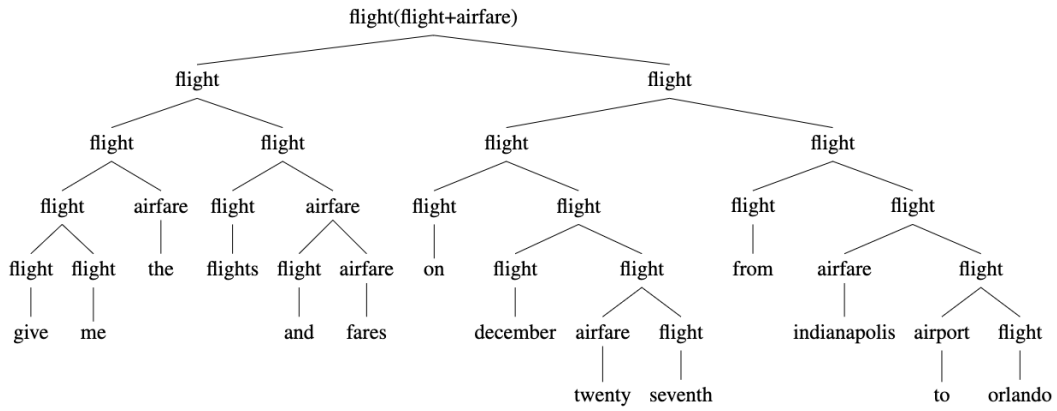 flight(flight+airfare)
flight flight
flight flight flight flight
flight airfare flight airfare flight flight flight flight
flight flight the flights flight airfare on flight flight from airfare flight
give me and fares december airfare flight indianapolis airport flight
twenty seventh to orlando